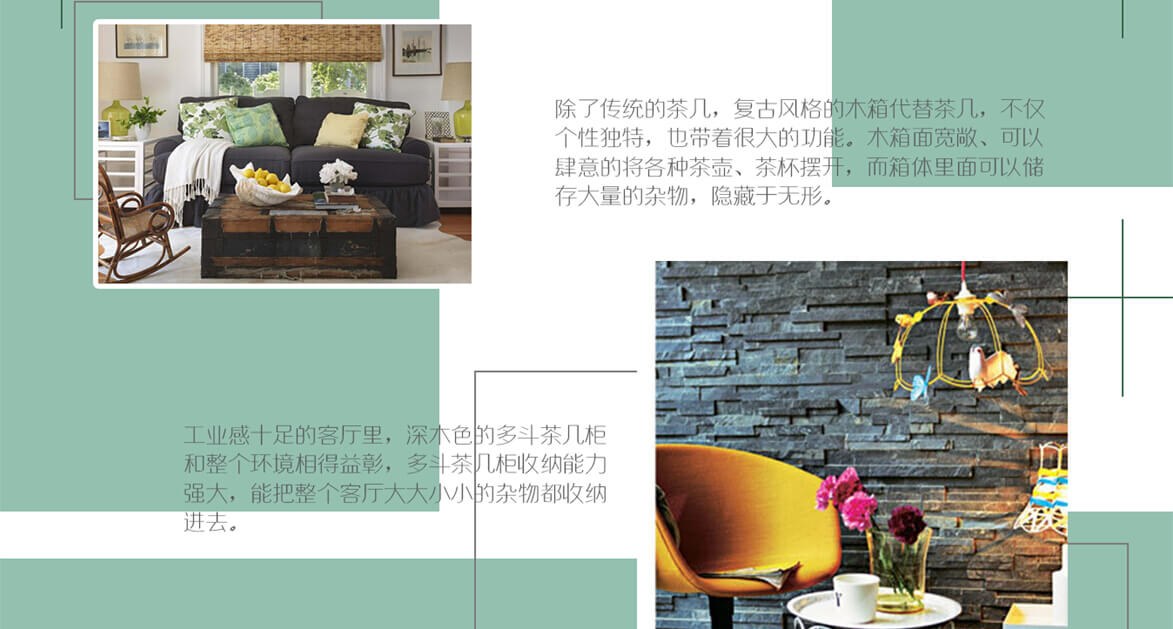 除了传统的茶几，复古风格的木箱代替茶几，不仅
个性独特，也带着很大的功能。木箱面宽敞、可以
肆意的将各种茶壶、茶杯摆开，而箱体里面可以储
存大量的杂物，隐藏于无形。
工业感十足的客厅里，深木色的多斗茶几柜
和整个环境相得益彰，多斗茶几柜收纳能力
强大，能把整个客厅大大小小的杂物都收纳
进去。